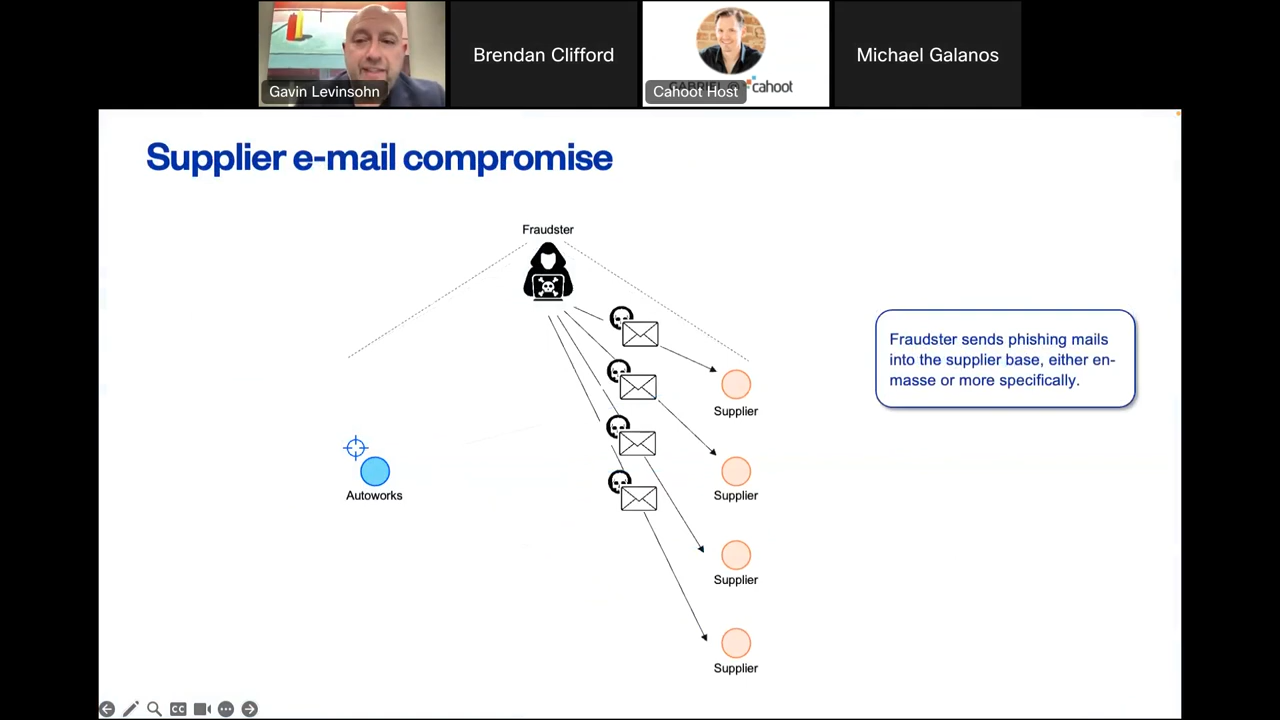 Gavin Levinsohn
Brendan Clifford
cahoot
Cahoot Host
Michael Galanos
Supplier e-mail compromise
Fraudster
Fraudster sends phishing mails
into the supplier base, either en-
masse or more specifically.
Supplier
Autoworks
Supplier
Supplier
Supplier
CC